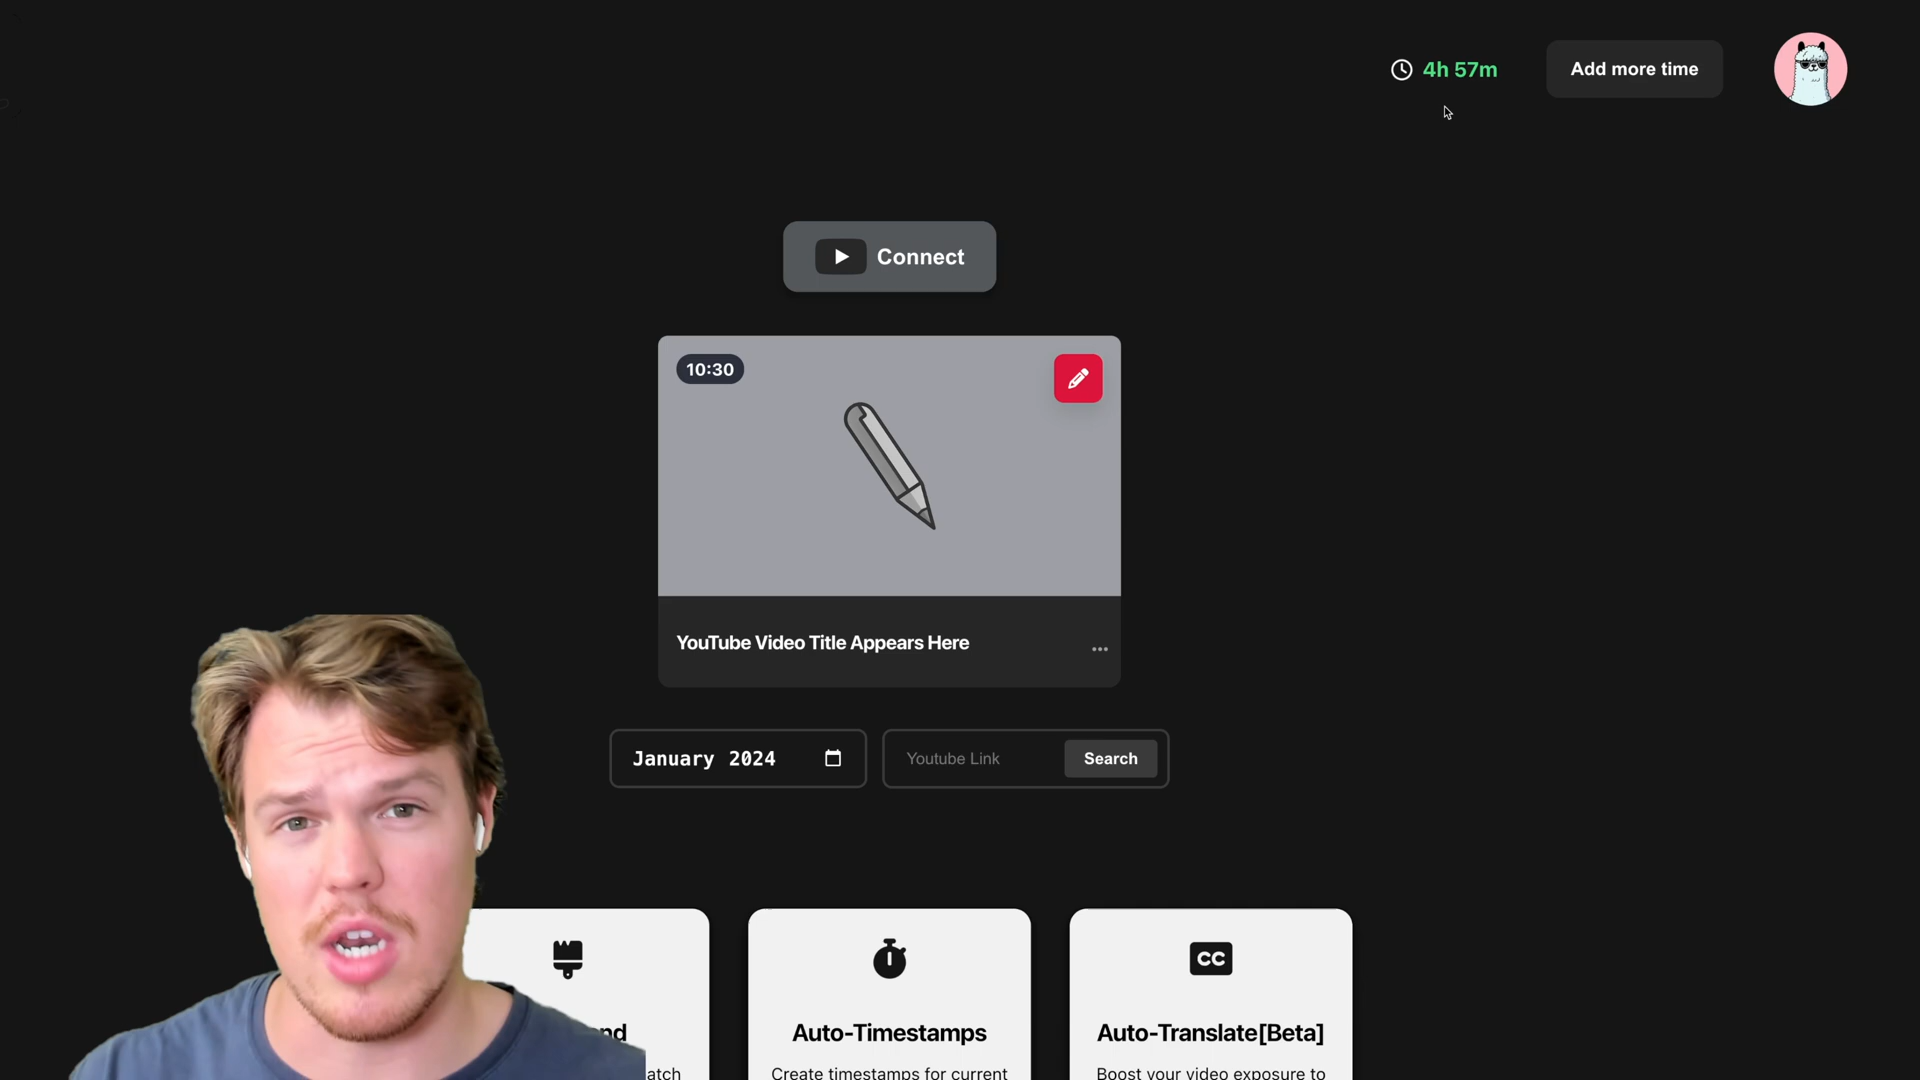 4h 57m
Add more time
Connect
10:30
YouTube Video Title Appears Here
January 2024
Youtube Link
Search
CC
Auto-Timestamps
Auto-Translate[Beta]
Create timestamps for current
Boost your video exposure to